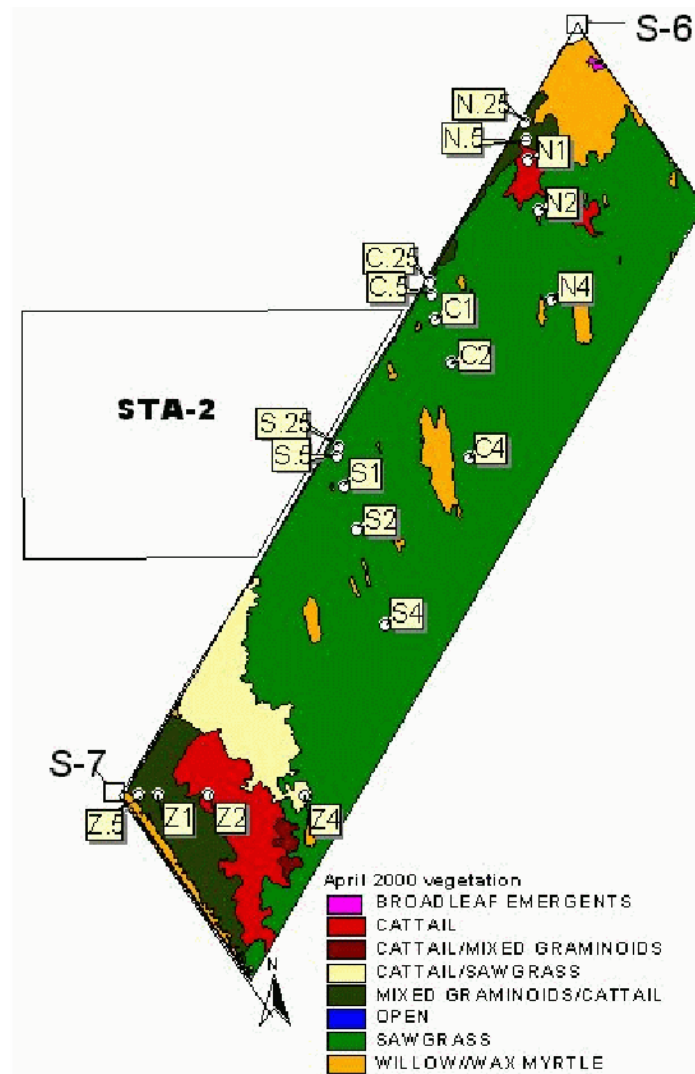 S-6
N.25
N.5
N1
N2
C.25
C.5
N4
C1
C2
STA-2
S.25
S.5
C4
S1
S2
S4
S-7
Z.5
Z1
Z2
Z4
April 2000 vegetation
BROADLEAF EMERGENTS
CATTAIL
CATTAIL/MIXED GRAMINOIDS
CATTAIL/SAWGRASS
MIXED GRAMINOIDS/CATTAIL
OPEN
SAWGRASS
WILLOW//WAX MYRTLE
N